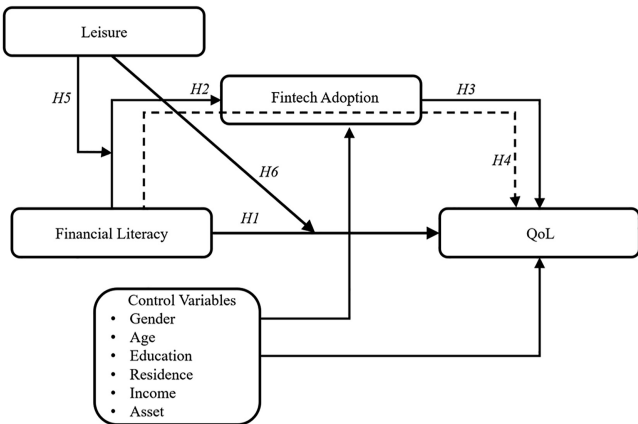 Leisure
H5
H2
Fintech Adoption
H3
H4
H6
Financial Literacy
H1
QoL
Control Variables
• Gender
• Age
• Education
• Residence
• Income
• Asset